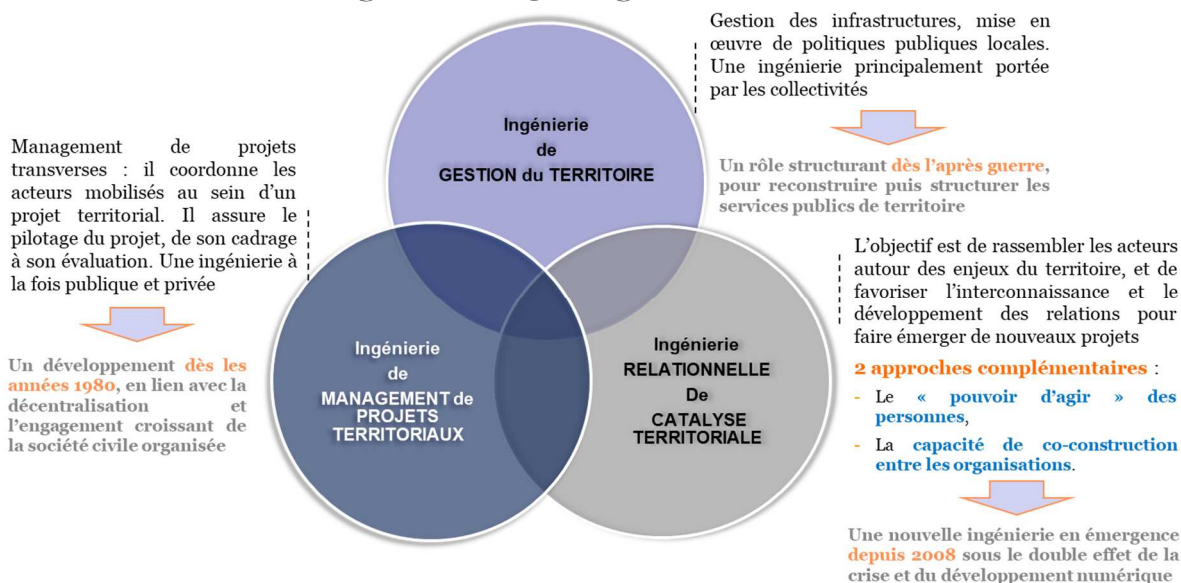 Gestion des infrastructures, mise en
œuvre de politiques publiques locales.
Une ingénierie principalement portée
par les collectivités
Un rôle structurant dès l'après guerre,
pour reconstruire puis structurer les
services publics de territoire
Ingénierie
de
GESTION du TERRITOIRE
Management de projets
transverses : il coordonne les
acteurs mobilisés au sein d'un
projet territorial. Il assure le
pilotage du projet, de son cadrage
à son évaluation. Une ingénierie à
la fois publique et privée
Un développement dès les
années 1980, en lien avec la
décentralisation et
l'engagement croissant de
la société civile organisée
Ingénierie
de
MANAGEMENT de
PROJETS
TERRITORIAUX
Ingénierie
RELATIONNELLE
De
CATALYSE
TERRITORIALE
L'objectif est de rassembler les acteurs
autour des enjeux du territoire, et de
favoriser l'interconnaissance et le
développement des relations pour
faire émerger de nouveaux projets
2 approches complémentaires :
- Le « pouvoir d'agir » des
personnes,
- La capacité de co-construction
entre les organisations.
Une nouvelle ingénierie en émergence
depuis 2008 sous le double effet de la
crise et du développement numérique